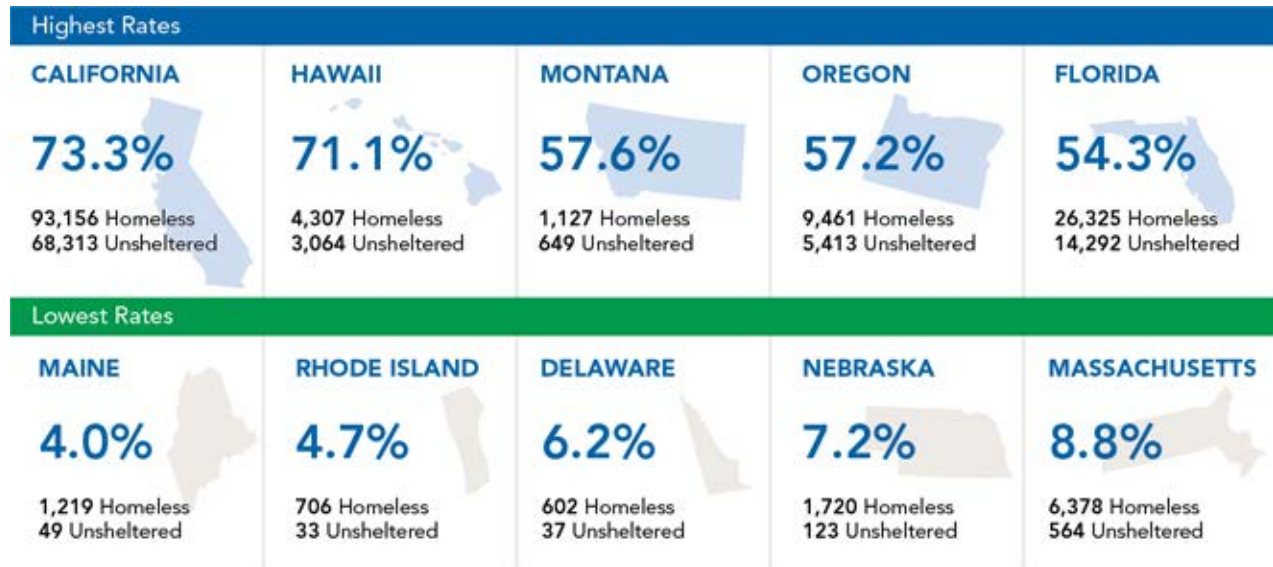 Highest Rates
CALIFORNIA
73.3%
93,156 Homeless
68,313 Unsheltered
HAWAII
71.1%
4,307 Homeless
3,064 Unsheltered
MONTANA
57.6%
1,127 Homeless
649 Unsheltered
OREGON
57.2%
9,461 Homeless
5,413 Unsheltered
FLORIDA
54.3%
26,325 Homeless
14,292 Unsheltered
Lowest Rates
MAINE
4.0%
1,219 Homeless
49 Unsheltered
RHODE ISLAND
4.7%
706 Homeless
33 Unsheltered
DELAWARE
6.2%
602 Homeless
37 Unsheltered
NEBRASKA
7.2%
1,720 Homeless
123 Unsheltered
MASSACHUSETTS
8.8%
6,378 Homeless
564 Unsheltered